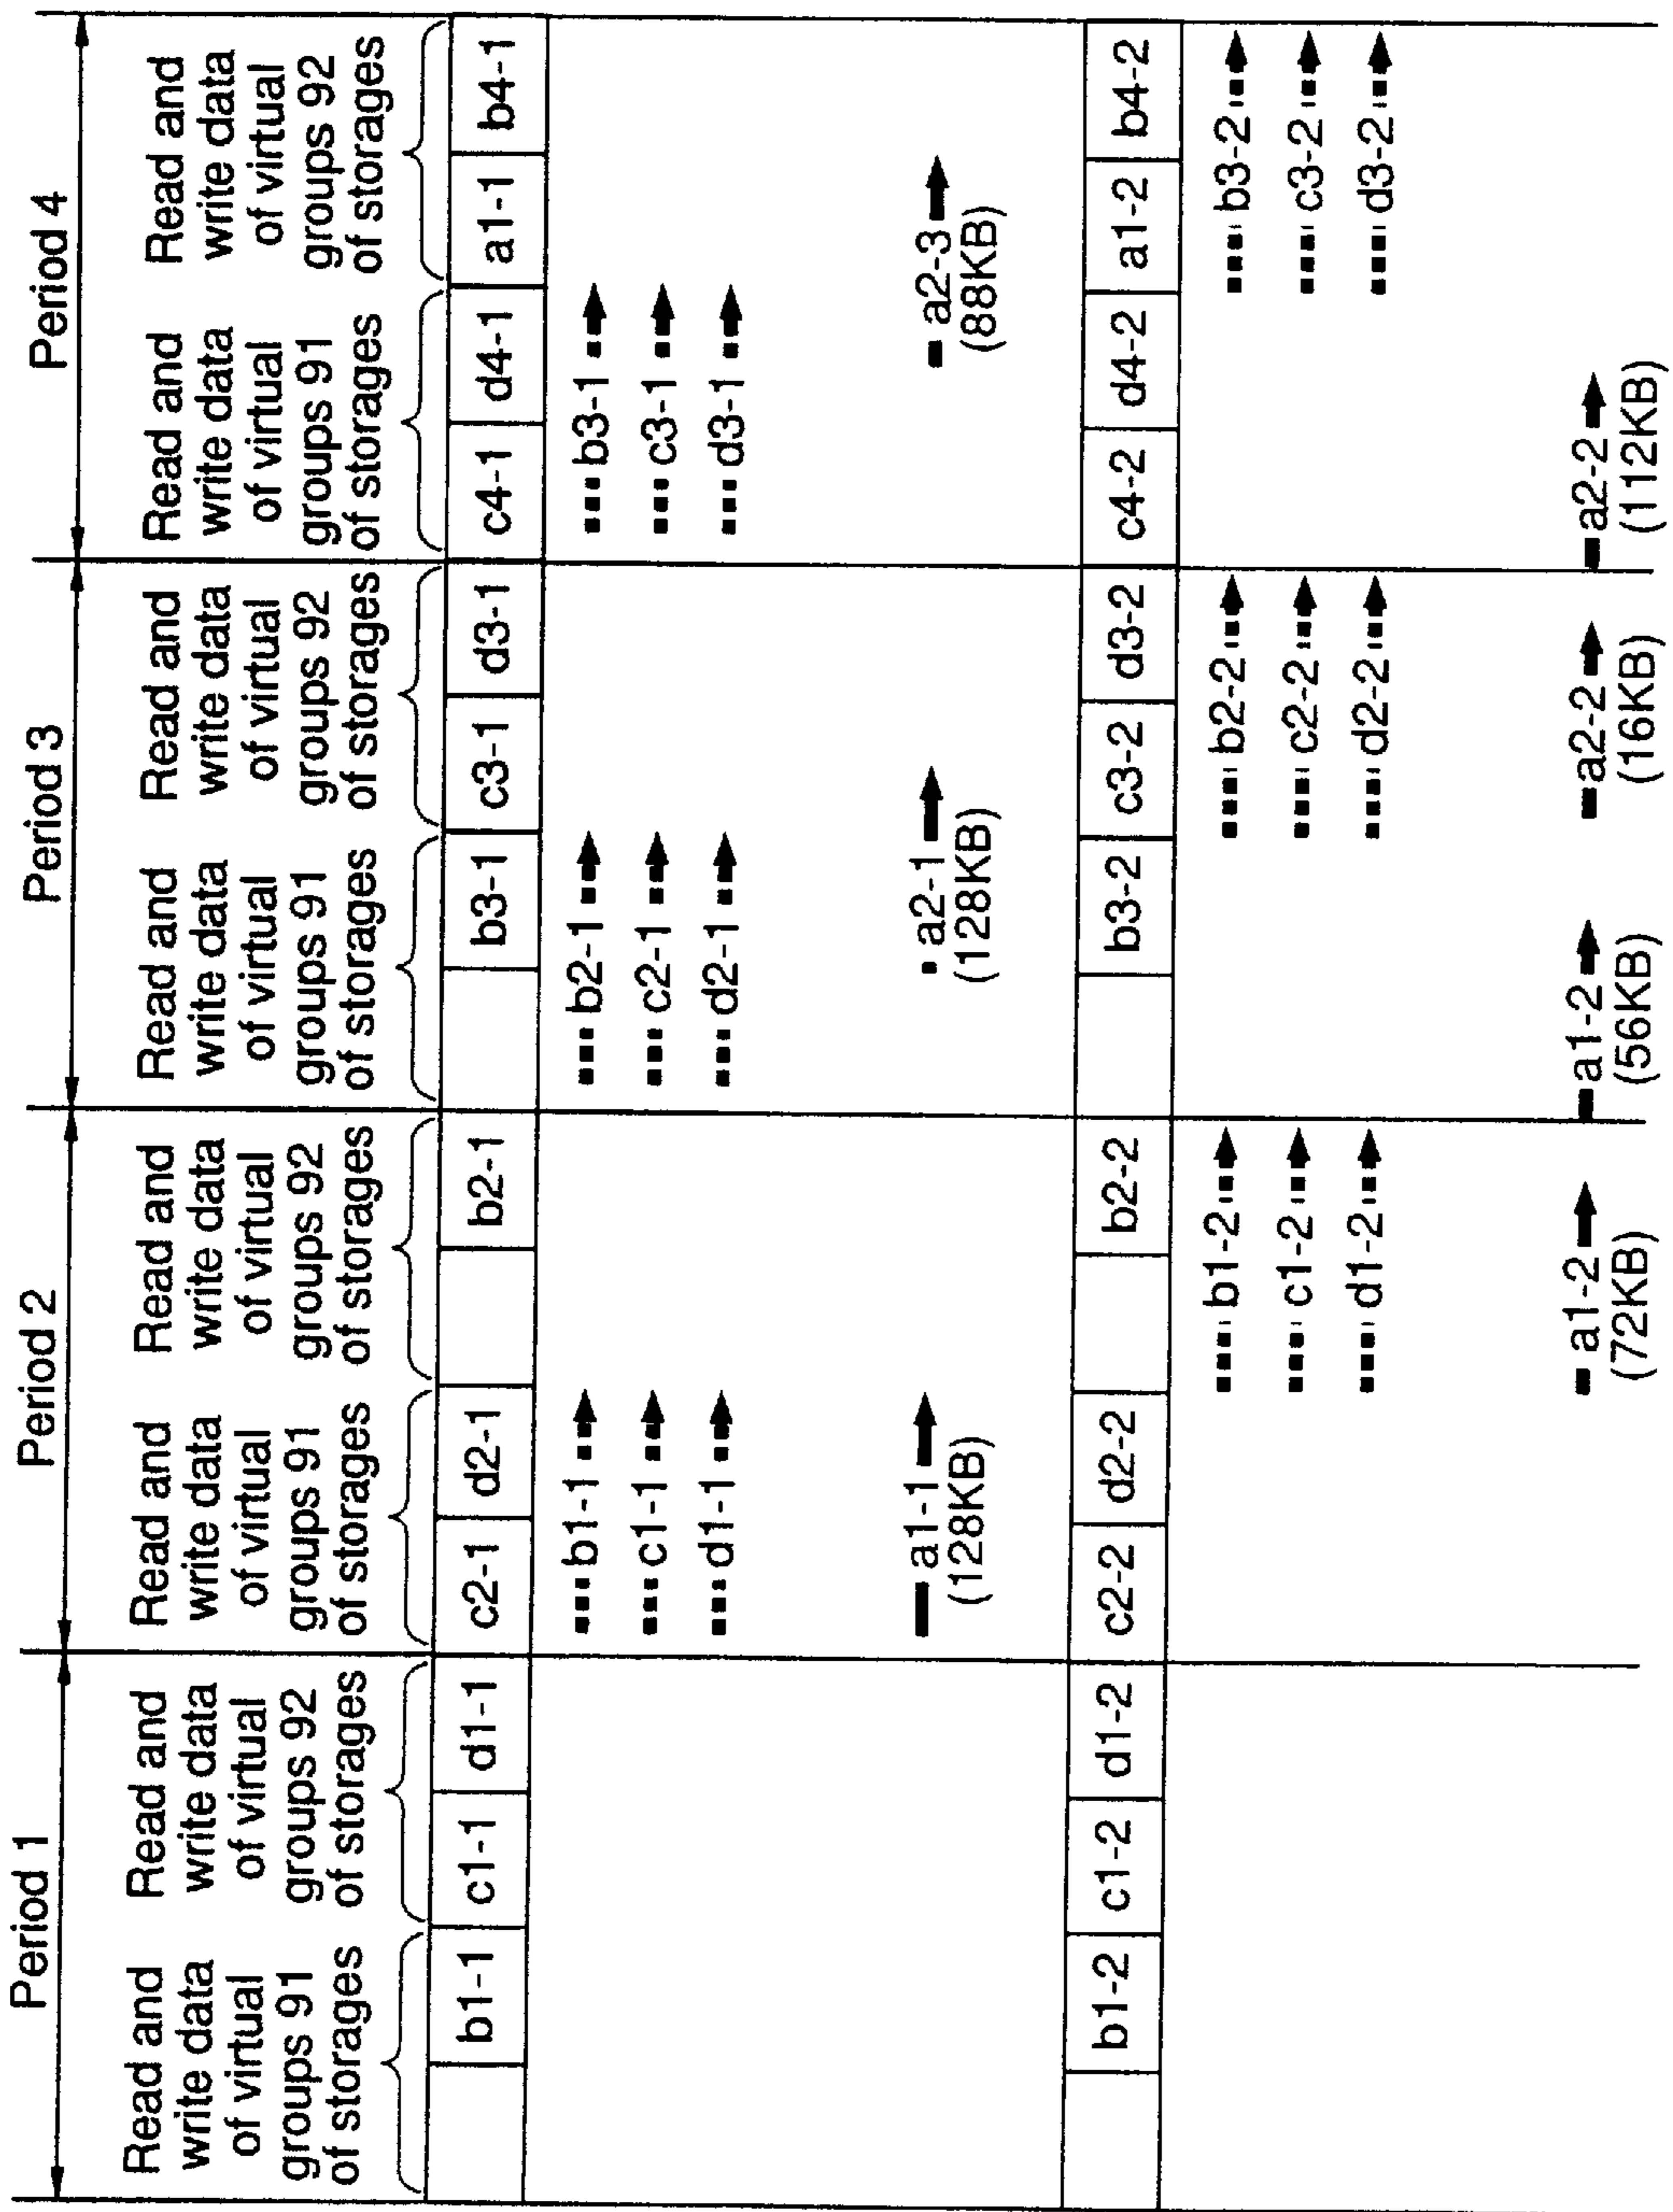 Period 1
Period 2
Period 3
Period 4
Read and
write data
of virtual
groups 91
of storages
Read and
write data
of virtual
groups 92
of storages
Read and
write data
of virtual
groups 91
of storages
Read and
write data
of virtual
groups 92
of storages
Read and
write data
of virtual
groups 91
of storages
Read and
write data
of virtual
groups 92
of storages
Read and
write data
of virtual
groups 91
of storages
Read and
write data
of virtual
groups 92
of storages
b1-1 c1-1 d1-1 c2-1 d2-1 b2-1 b3-1 c3-1 d3-1 c4-1 d4-1 a1-1 b4-1
b1-1 b2-1 b3-1
c1-1 c2-1 c3-1
d1-1 d2-1 d3-1
a1-1 a2-1 a2-3
(128KB) (128KB) (88KB)
b1-2 c1-2 d1-2 c2-2 d2-2 b2-2 b3-2 c3-2 d3-2 c4-2 d4-2 a1-2 b4-2
b1-2 b2-2 b3-2
c1-2 c2-2 c3-2
d1-2 d2-2 d3-2
a1-2 a1-2 a2-2 a2-2
(72KB) (56KB) (16KB) (112KB)